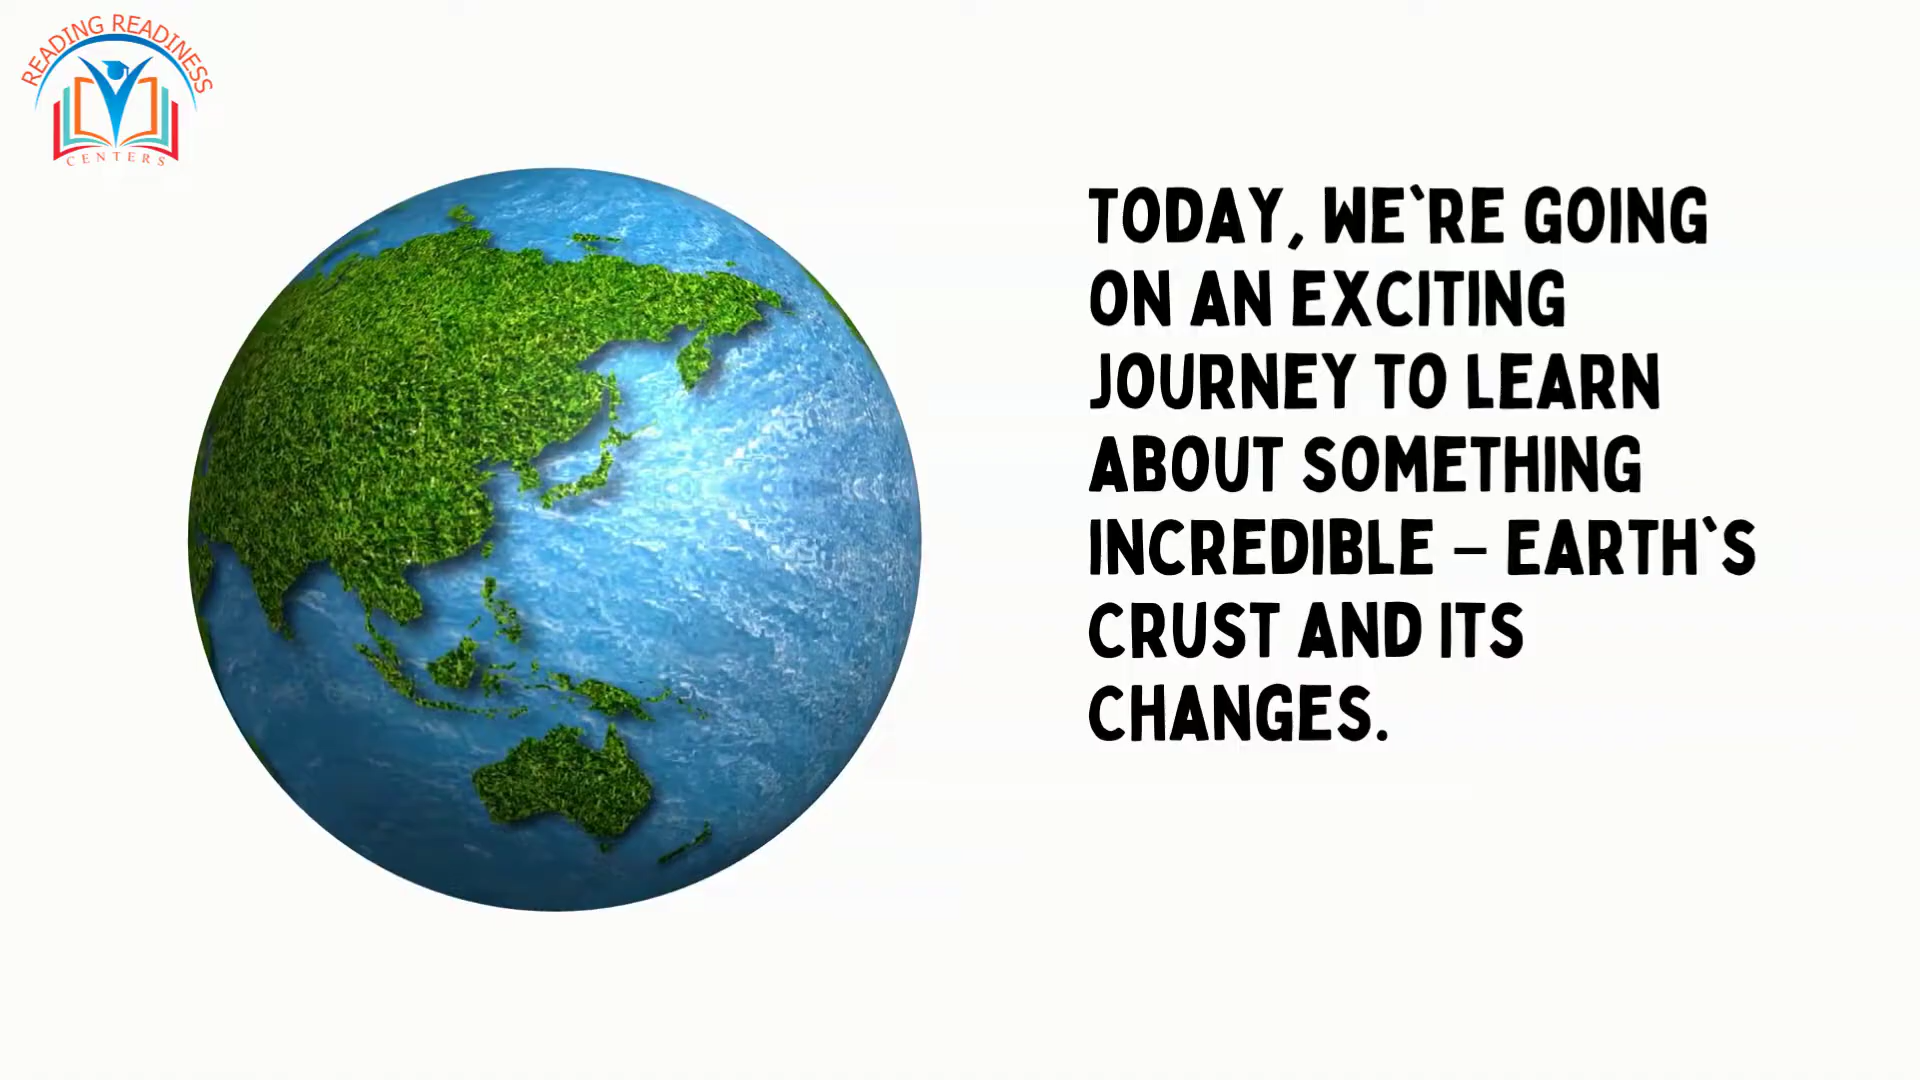 READING READINESS
CENTERS
TODAY, WE`RE GOING
ON AN EXCITING
JOURNEY TO LEARN
ABOUT SOMETHING
INCREDIBLE – EARTH`S
CRUST AND ITS
CHANGES.